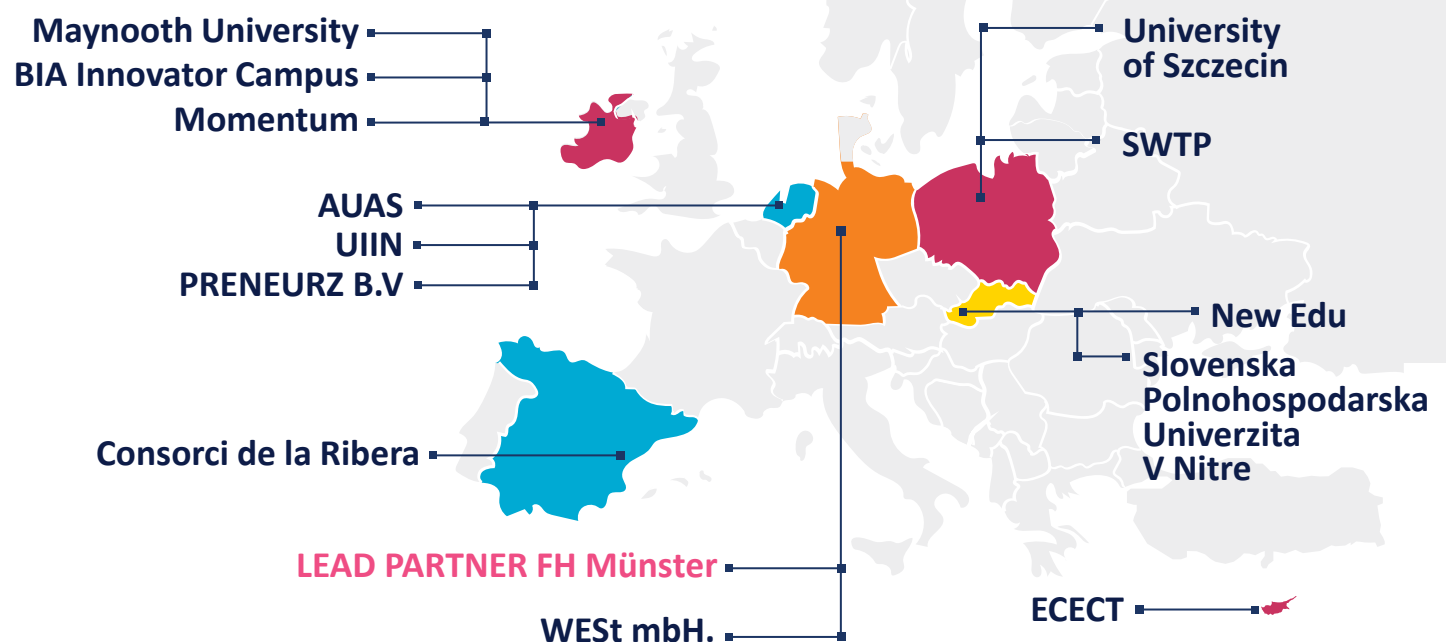 Maynooth University
BIA Innovator Campus
Momentum
University
of Szczecin
SWTP
AUAS
UIIN
PRENEURZ B.V
New Edu
Slovenska
Polnohospodarska
Univerzita
V Nitre
Consorci de la Ribera
LEAD PARTNER FH Münster
WESt mbH.
ECECT